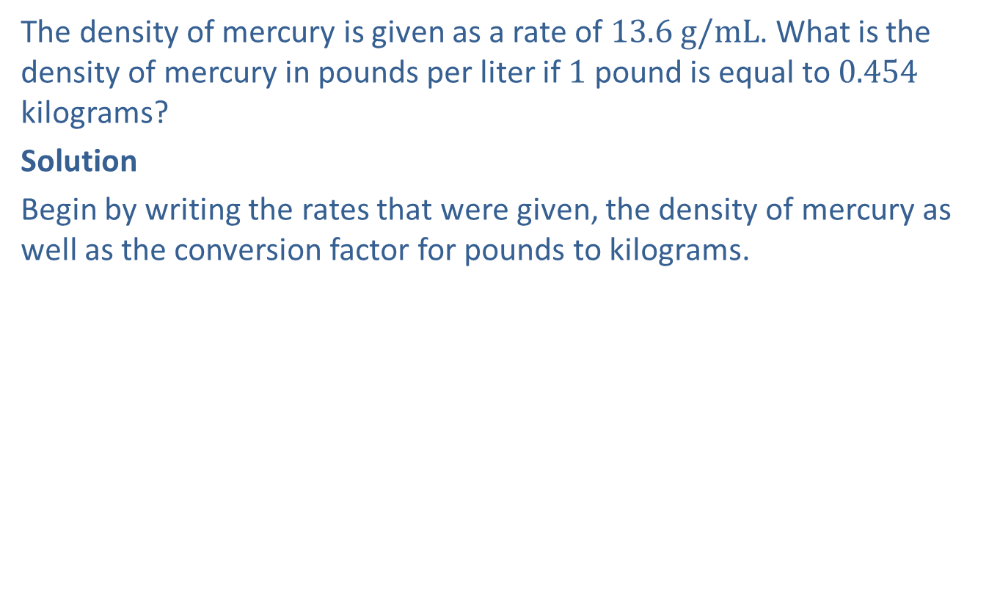 The density of mercury is given as a rate of 13.6 g/mL. What is the
density of mercury in pounds per liter if 1 pound is equal to 0.454
kilograms?
Solution
Begin by writing the rates that were given, the density of mercury as
well as the conversion factor for pounds to kilograms.